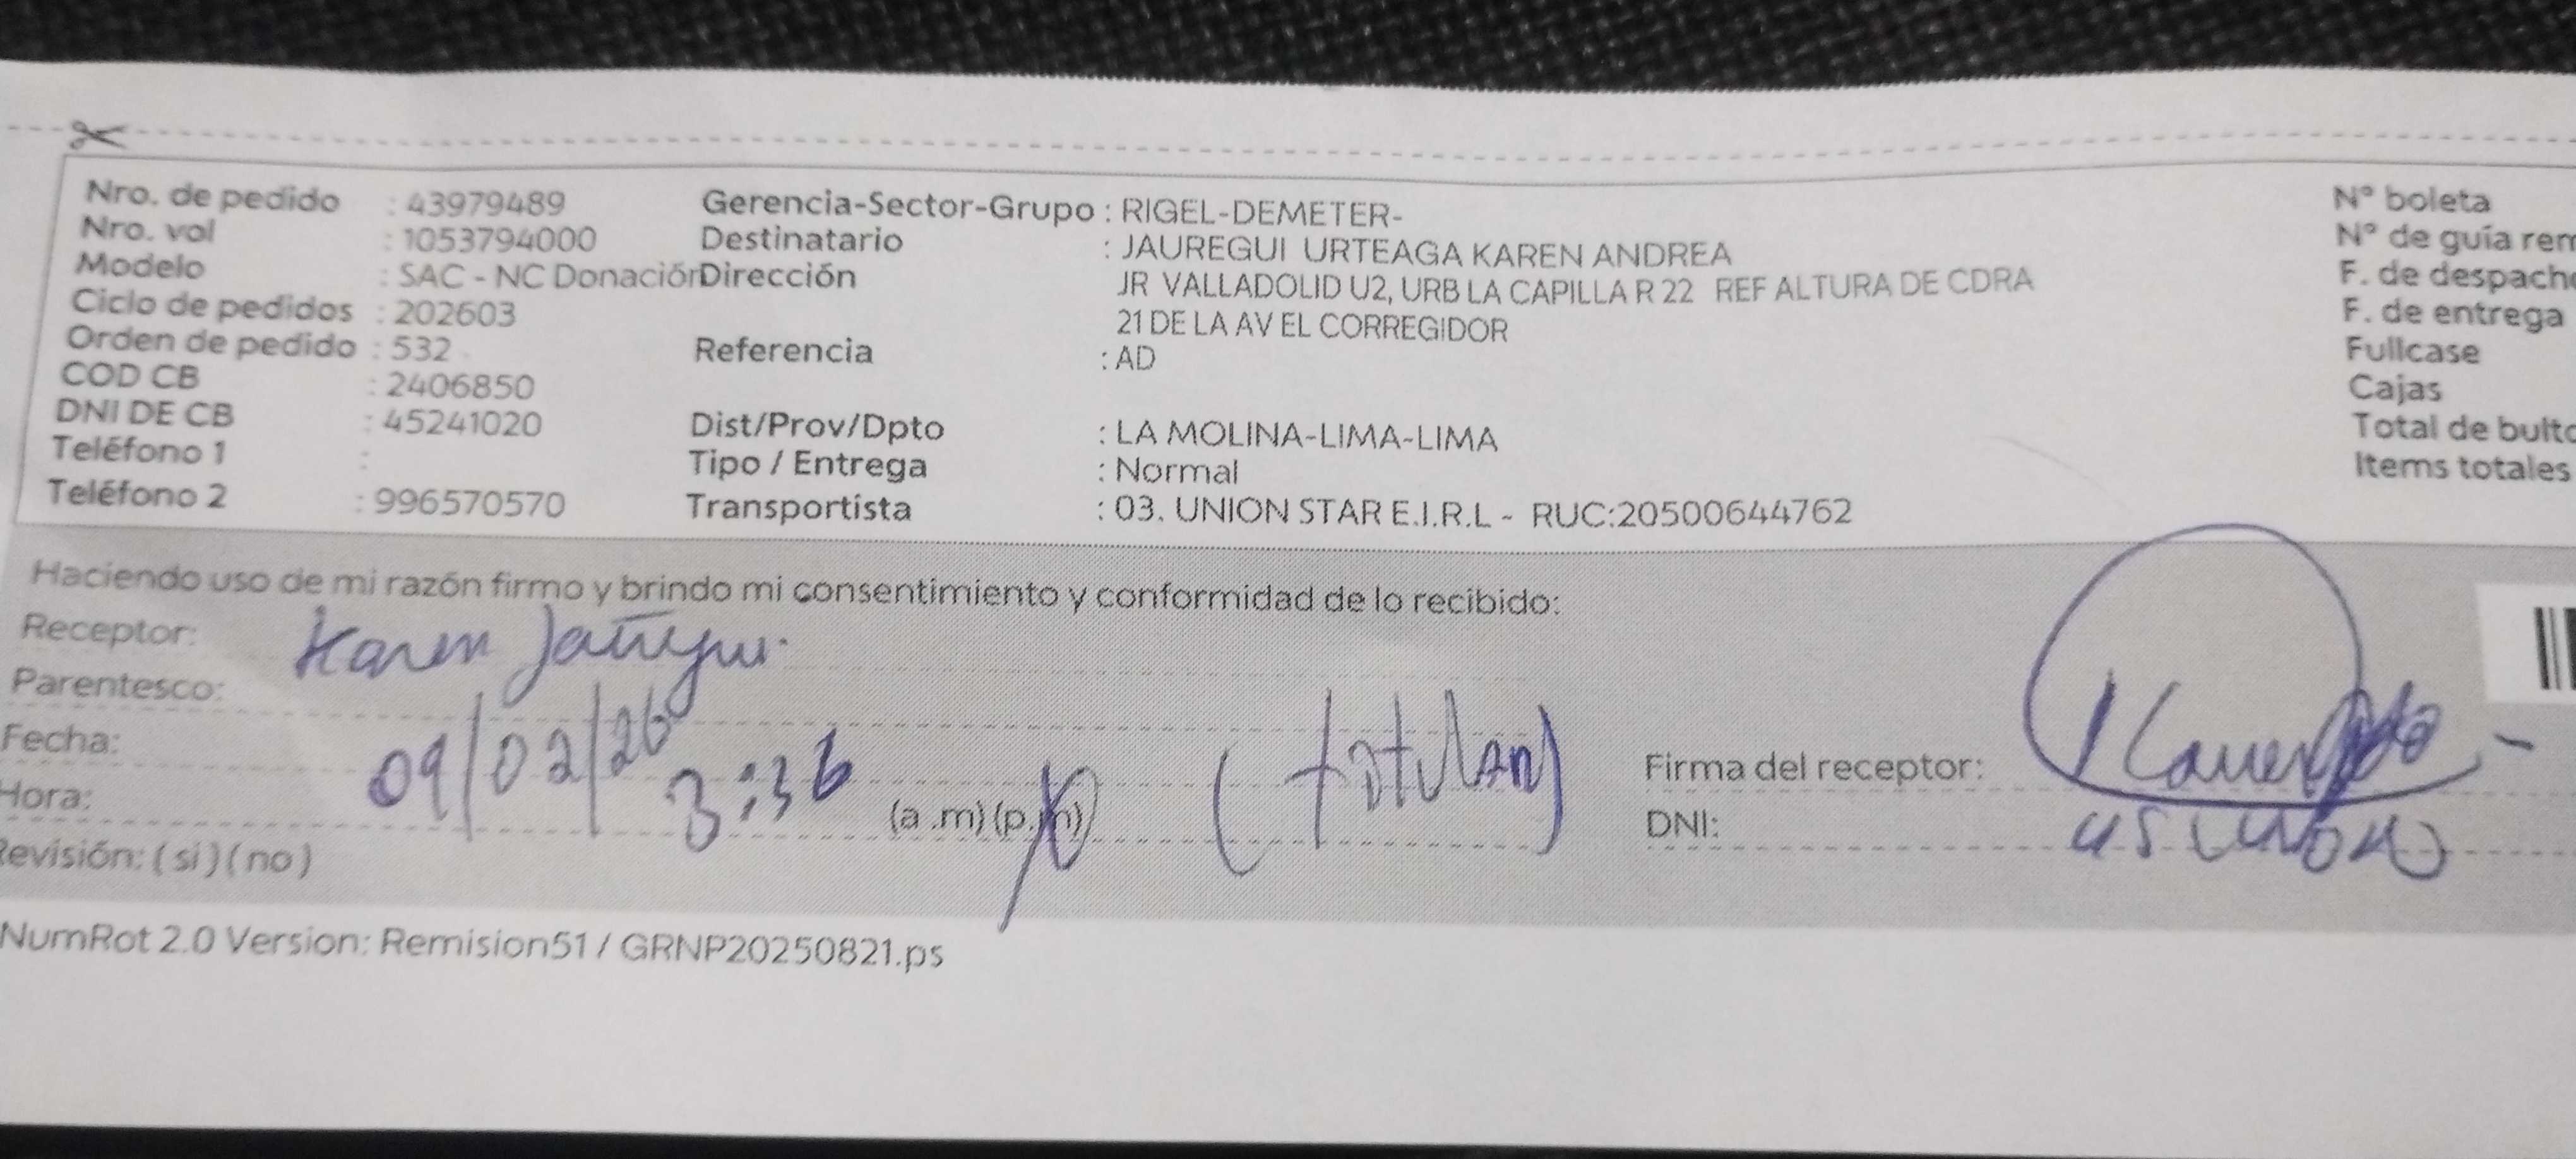 Nro. de pedido : 43979489
Nro. vol : 1053794000
Modelo : SAC - NC Donación
Ciclo de pedidos : 202603
Orden de pedido : 532
COD CB : 2406850
DNI DE CB : 45241020
Teléfono 1 :
Teléfono 2 : 996570570
Gerencia-Sector-Grupo : RIGEL-DEMETER-
Destinatario : JAUREGUI URTEAGA KAREN ANDREA
Dirección JR VALLADOLID U2, URB LA CAPILLA R 22 REF ALTURA DE CDRA
21 DE LA AV EL CORREGIDOR
Referencia : AD
Dist/Prov/Dpto : LA MOLINA-LIMA-LIMA
Tipo / Entrega : Normal
Transportista : 03. UNION STAR E.I.R.L - RUC:20500644762
N° boleta
N° de guía rem
F. de despacho
F. de entrega
Fullcase
Cajas
Total de bulto
Items totales
Haciendo uso de mi razón firmo y brindo mi consentimiento y conformidad de lo recibido:
Receptor: Karen Jauregui
Parentesco: (titular)
Fecha: 09/02/26
Hora: 3:36 (a.m)(p.m)
Revisión: (si)(no)
Firma del receptor:
DNI:
NumRot 2.0 Version: Remision51 / GRNP20250821.ps